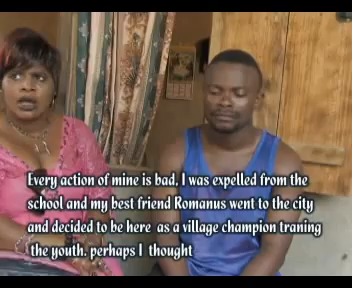 Every action of mine is bad, I was expelled from the
school and my best friend Romanus went to the city
and decided to be here as a village champion traning
the youth. perhaps I thought